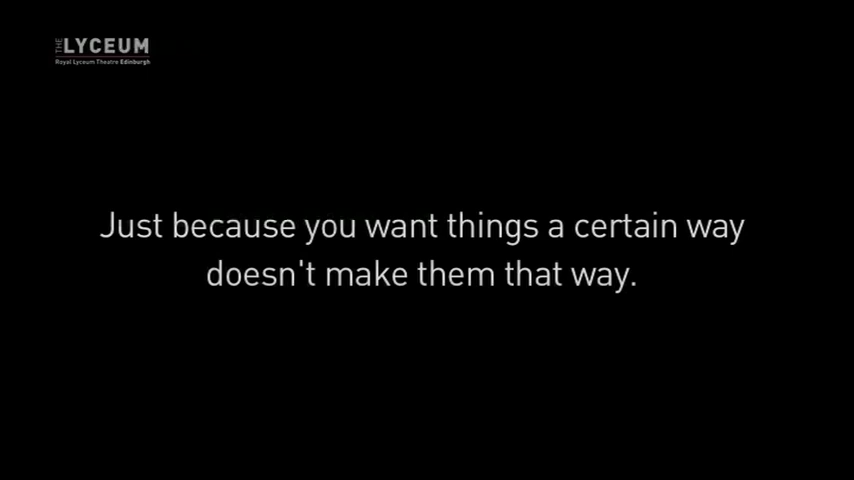 THE LYCEUM
Royal Lyceum Theatre Edinburgh
Just because you want things a certain way
doesn't make them that way.